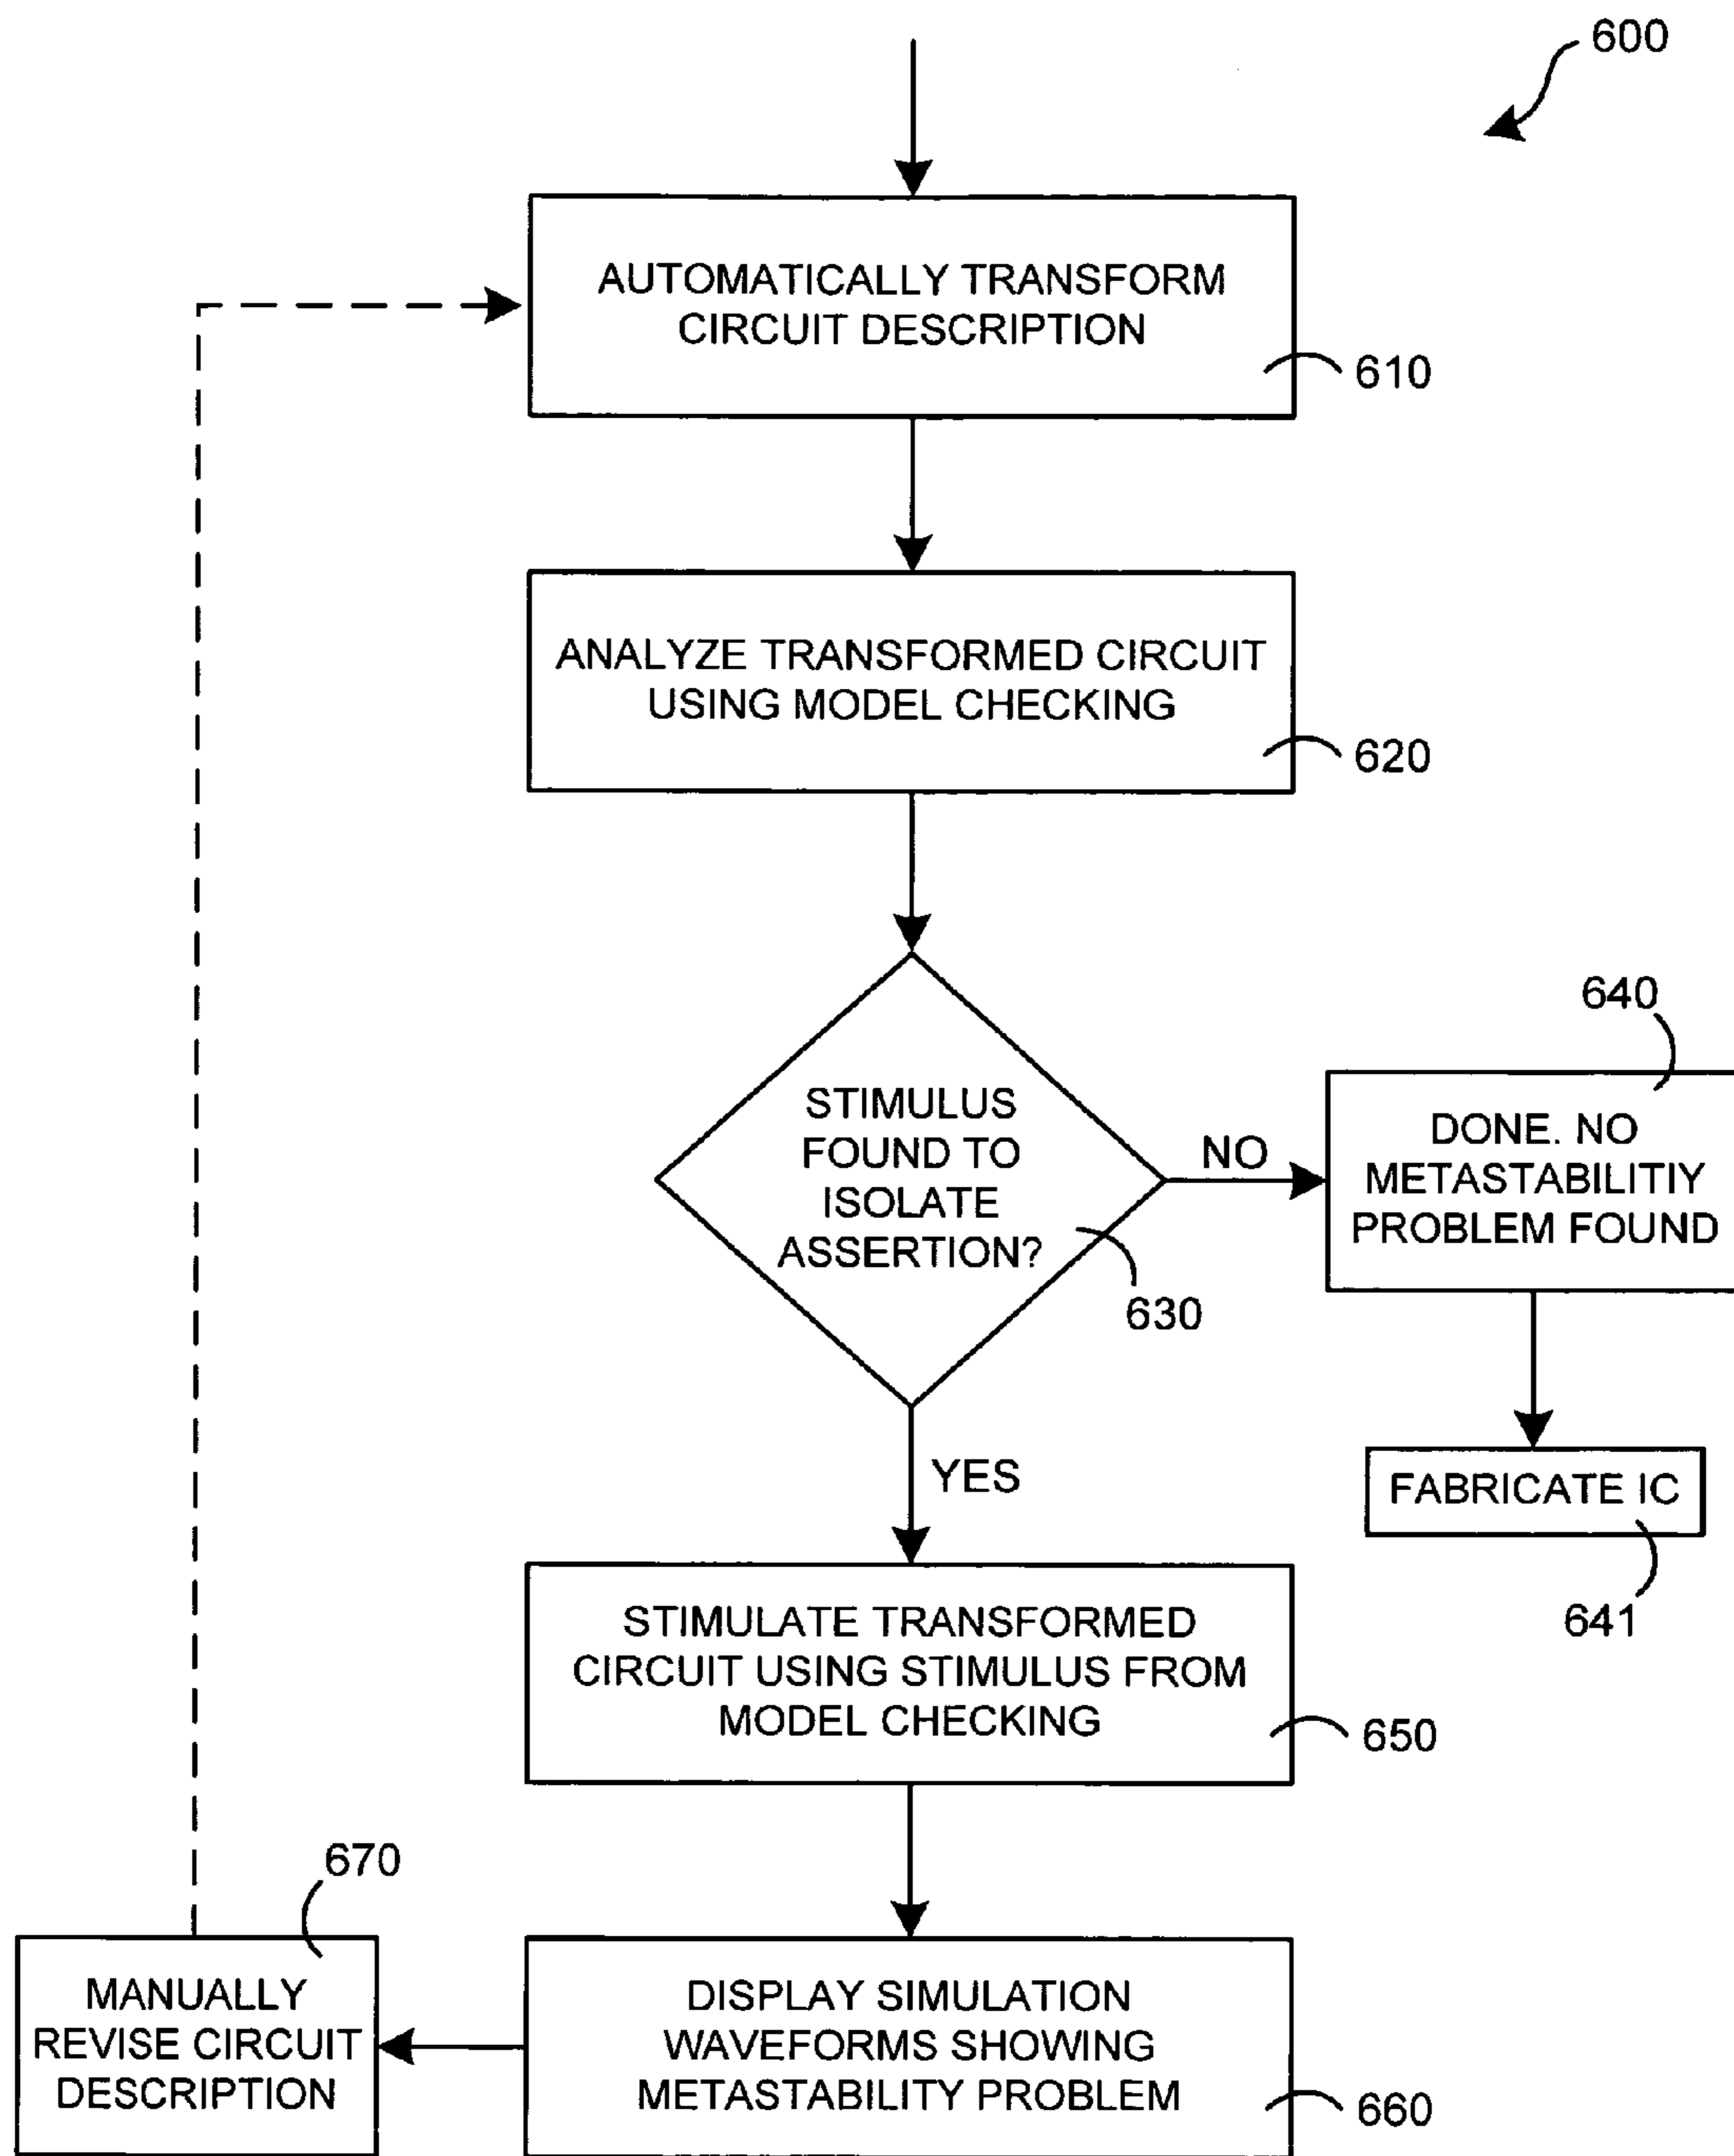 600
AUTOMATICALLY TRANSFORM
CIRCUIT DESCRIPTION
610
ANALYZE TRANSFORMED CIRCUIT
USING MODEL CHECKING
620
STIMULUS
FOUND TO
ISOLATE
ASSERTION?
630
NO
640
DONE. NO
METASTABILITIY
PROBLEM FOUND
FABRICATE IC
641
YES
STIMULATE TRANSFORMED
CIRCUIT USING STIMULUS FROM
MODEL CHECKING
650
DISPLAY SIMULATION
WAVEFORMS SHOWING
METASTABILITY PROBLEM
660
670
MANUALLY
REVISE CIRCUIT
DESCRIPTION